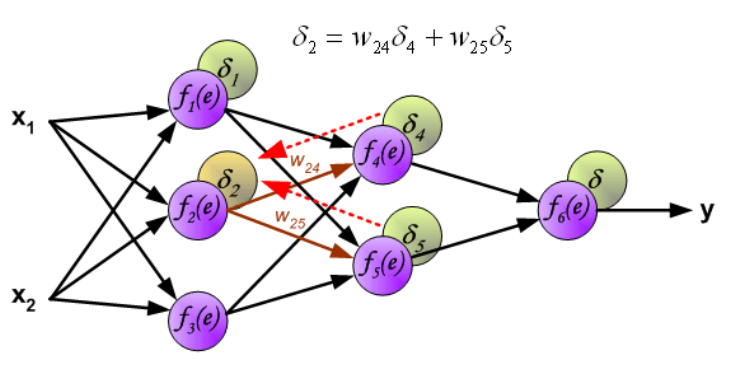 δ₂ = w₂₄δ₄ + w₂₅δ₅
δ₁
f₁(e)
x₁
δ₄
f₄(e)
w₂₄
δ₂
f₂(e)
δ
f₆(e)
y
w₂₅
δ₅
f₅(e)
x₂
f₃(e)